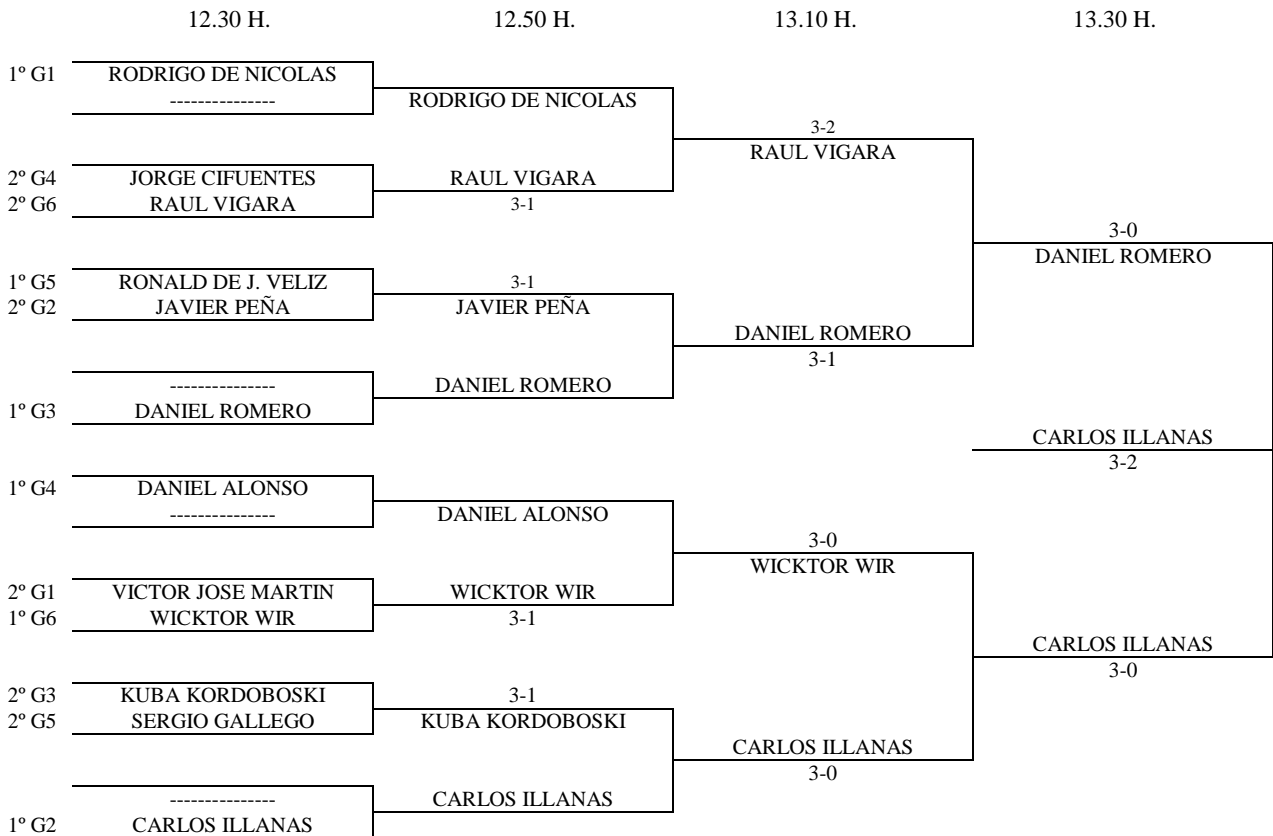 12.30 H. 12.50 H. 13.10 H. 13.30 H.
1º G1 RODRIGO DE NICOLAS
---------------
RODRIGO DE NICOLAS
3-2
RAUL VIGARA
2º G4 JORGE CIFUENTES
RAUL VIGARA
2º G6 RAUL VIGARA
3-1
3-0
DANIEL ROMERO
1º G5 RONALD DE J. VELIZ
3-1
2º G2 JAVIER PEÑA
JAVIER PEÑA
DANIEL ROMERO
3-1
---------------
DANIEL ROMERO
1º G3 DANIEL ROMERO
CARLOS ILLANAS
3-2
1º G4 DANIEL ALONSO
---------------
DANIEL ALONSO
3-0
WICKTOR WIR
2º G1 VICTOR JOSE MARTIN
WICKTOR WIR
1º G6 WICKTOR WIR
3-1
CARLOS ILLANAS
3-0
2º G3 KUBA KORDOBOSKI
3-1
2º G5 SERGIO GALLEGO
KUBA KORDOBOSKI
CARLOS ILLANAS
3-0
---------------
CARLOS ILLANAS
1º G2 CARLOS ILLANAS